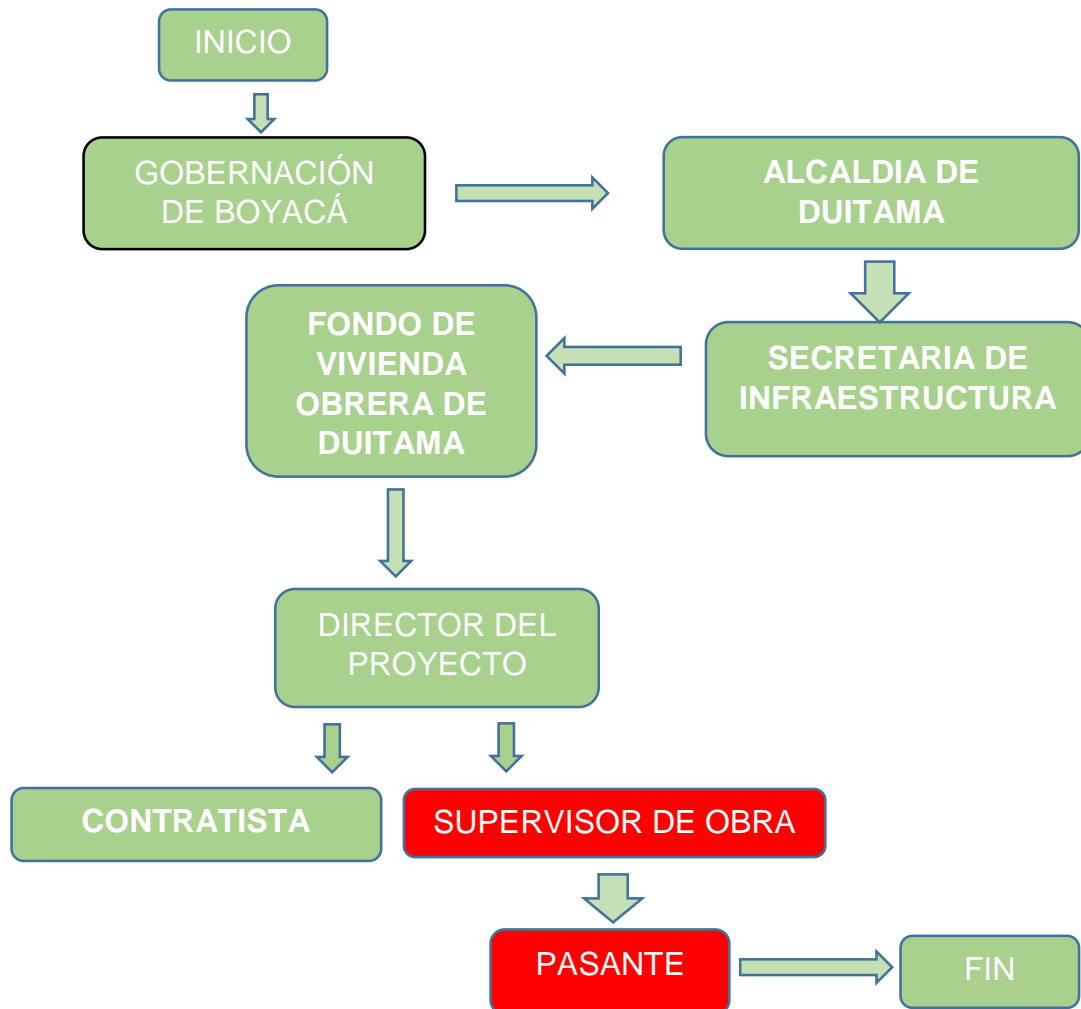 INICIO
GOBERNACIÓN
DE BOYACÁ
ALCALDIA DE
DUITAMA
FONDO DE
VIVIENDA
OBRERA DE
DUITAMA
SECRETARIA DE
INFRAESTRUCTURA
DIRECTOR DEL
PROYECTO
CONTRATISTA
SUPERVISOR DE OBRA
PASANTE
FIN